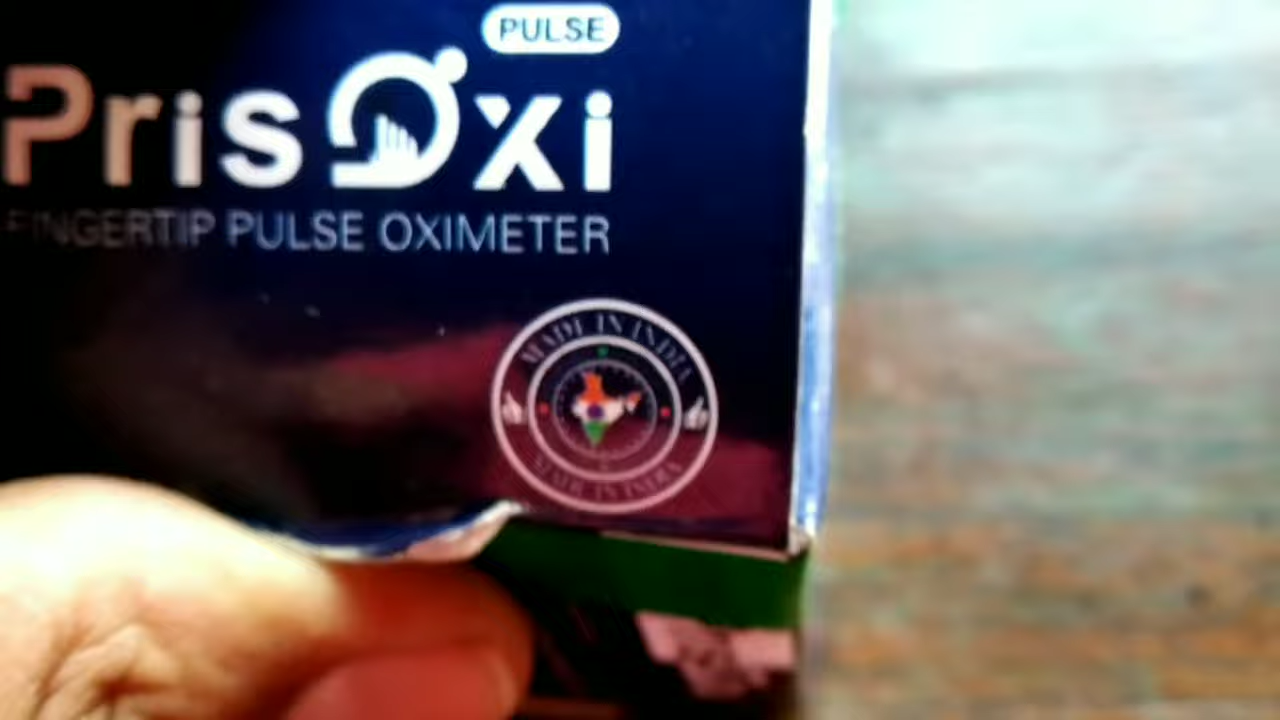 PULSE
PrisOxi
FINGERTIP PULSE OXIMETER
MADE IN INDIA
MADE IN INDIA